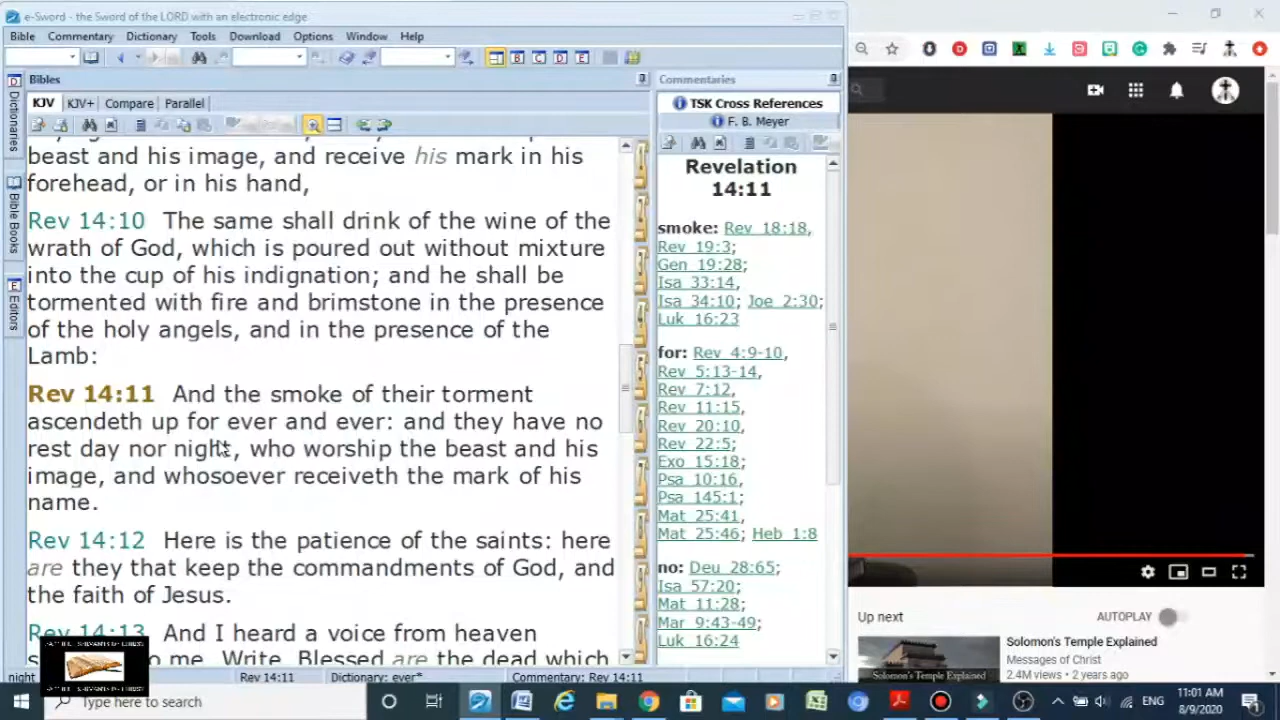 e-Sword - the Sword of the LORD with an electronic edge
Bible Commentary Dictionary Tools Download Options Window Help
B C D E
Bibles
KJV KJV+ Compare Parallel
Dictionaries
Bible Books
Editors
beast and his image, and receive his mark in his
forehead, or in his hand,
Rev 14:10 The same shall drink of the wine of the
wrath of God, which is poured out without mixture
into the cup of his indignation; and he shall be
tormented with fire and brimstone in the presence
of the holy angels, and in the presence of the
Lamb:
Rev 14:11 And the smoke of their torment
ascendeth up for ever and ever: and they have no
rest day nor night, who worship the beast and his
image, and whosoever receiveth the mark of his
name.
Rev 14:12 Here is the patience of the saints: here
are they that keep the commandments of God, and
the faith of Jesus.
Rev 14:13 And I heard a voice from heaven
me, Write, Blessed are the dead which
night Rev 14:11 Dictionary: ever* Commentary: Rev 14:11
Commentaries
TSK Cross References
F. B. Meyer
Revelation
14:11
smoke: Rev 18:18,
Rev 19:3;
Gen 19:28;
Isa 33:14,
Isa 34:10; Joe 2:30;
Luk 16:23
for: Rev 4:9-10,
Rev 5:13-14,
Rev 7:12,
Rev 11:15,
Rev 20:10,
Rev 22:5;
Exo 15:18;
Psa 10:16,
Psa 145:1;
Mat 25:41,
Mat 25:46; Heb 1:8
no: Deu 28:65;
Isa 57:20;
Mat 11:28;
Mar 9:43-49;
Luk 16:24
Up next AUTOPLAY
Solomon's Temple Explained
Solomon's Temple Explained
Messages of Christ
2.4M views • 2 years ago
Type here to search
ENG
11:01 AM
8/9/2020